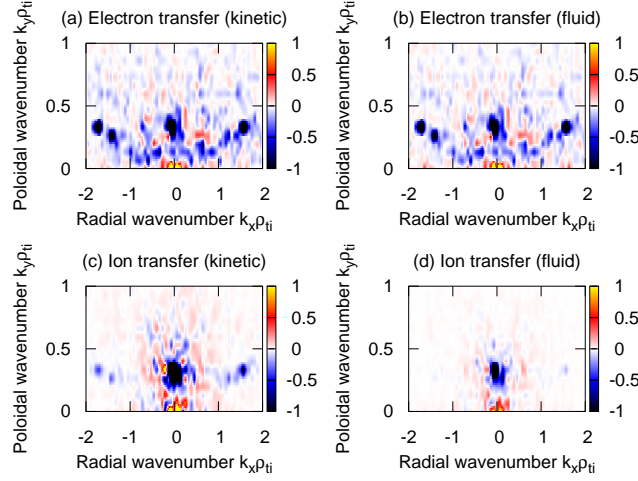 (a) Electron transfer (kinetic)
(b) Electron transfer (fluid)
Poloidal wavenumber k_yρ_ti
1
0.5
0
-2 -1 0 1 2
Radial wavenumber k_xρ_ti
1
0.5
0
-0.5
-1
Poloidal wavenumber k_yρ_ti
1
0.5
0
-2 -1 0 1 2
Radial wavenumber k_xρ_ti
1
0.5
0
-0.5
-1
(c) Ion transfer (kinetic)
(d) Ion transfer (fluid)
Poloidal wavenumber k_yρ_ti
1
0.5
0
-2 -1 0 1 2
Radial wavenumber k_xρ_ti
1
0.5
0
-0.5
-1
Poloidal wavenumber k_yρ_ti
1
0.5
0
-2 -1 0 1 2
Radial wavenumber k_xρ_ti
1
0.5
0
-0.5
-1